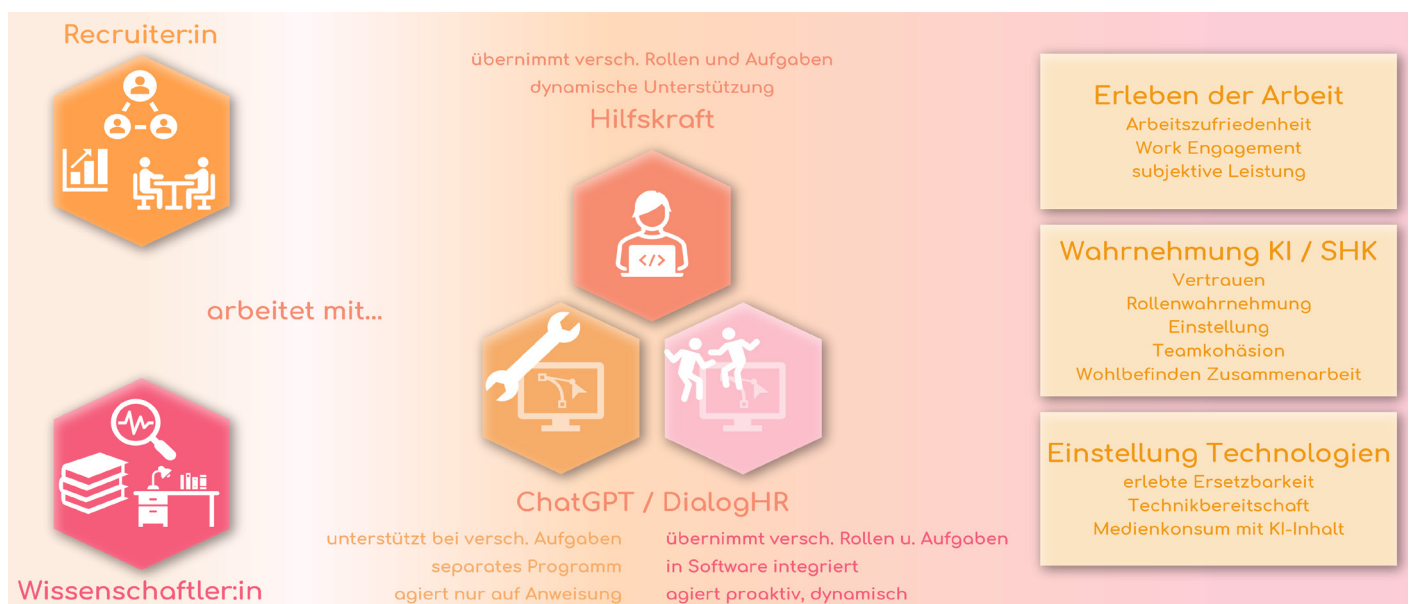 Recruiter:in
arbeitet mit...
Wissenschaftler:in
übernimmt versch. Rollen und Aufgaben
dynamische Unterstützung
Hilfskraft
</>
ChatGPT / DialogHR
unterstützt bei versch. Aufgaben
separates Programm
agiert nur auf Anweisung
übernimmt versch. Rollen u. Aufgaben
in Software integriert
agiert proaktiv, dynamisch
Erleben der Arbeit
Arbeitszufriedenheit
Work Engagement
subjektive Leistung
Wahrnehmung KI / SHK
Vertrauen
Rollenwahrnehmung
Einstellung
Teamkohäsion
Wohlbefinden Zusammenarbeit
Einstellung Technologien
erlebte Ersetzbarkeit
Technikbereitschaft
Medienkonsum mit KI-Inhalt